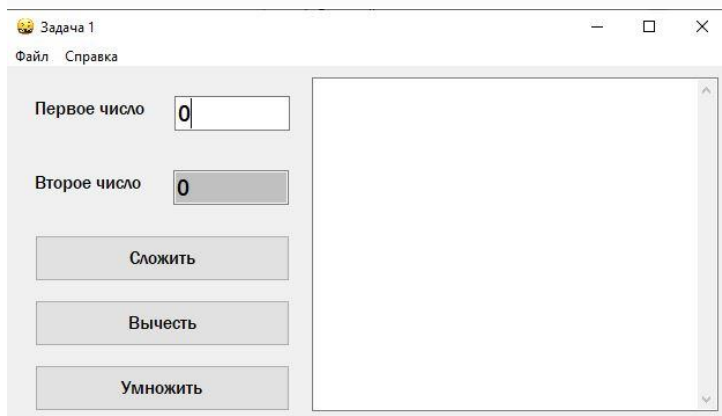 Задача 1
Файл Справка
Первое число 0
Второе число 0
Сложить
Вычесть
Умножить